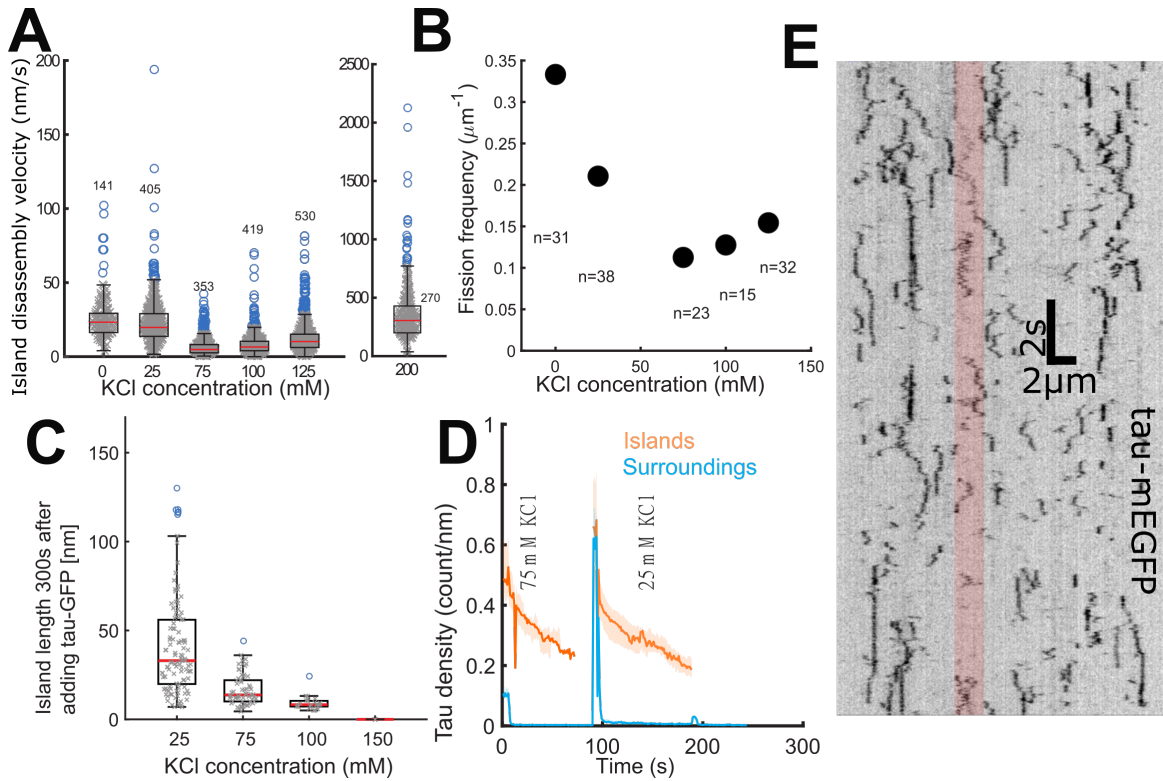 A
Island disassembly velocity (nm/s)
200
150
100
50
0
141
405
353
419
530
0
25
75
100
125
KCl concentration (mM)
2500
2000
1500
1000
500
0
270
200
B
Fission frequency (μm-1)
0.35
0.3
0.25
0.2
0.15
0.1
0.05
0
n=31
n=38
n=23
n=15
n=32
0
50
100
150
KCl concentration (mM)
C
Island length 300s after
adding tau-GFP [nm]
150
100
50
0
25
75
100
150
KCl concentration (mM)
D
Tau density (count/nm)
1
0.8
0.6
0.4
0.2
0
Islands
Surroundings
75mM KCl
25mM KCl
0
100
200
300
Time (s)
E
2s
2μm
tau-mEGFP